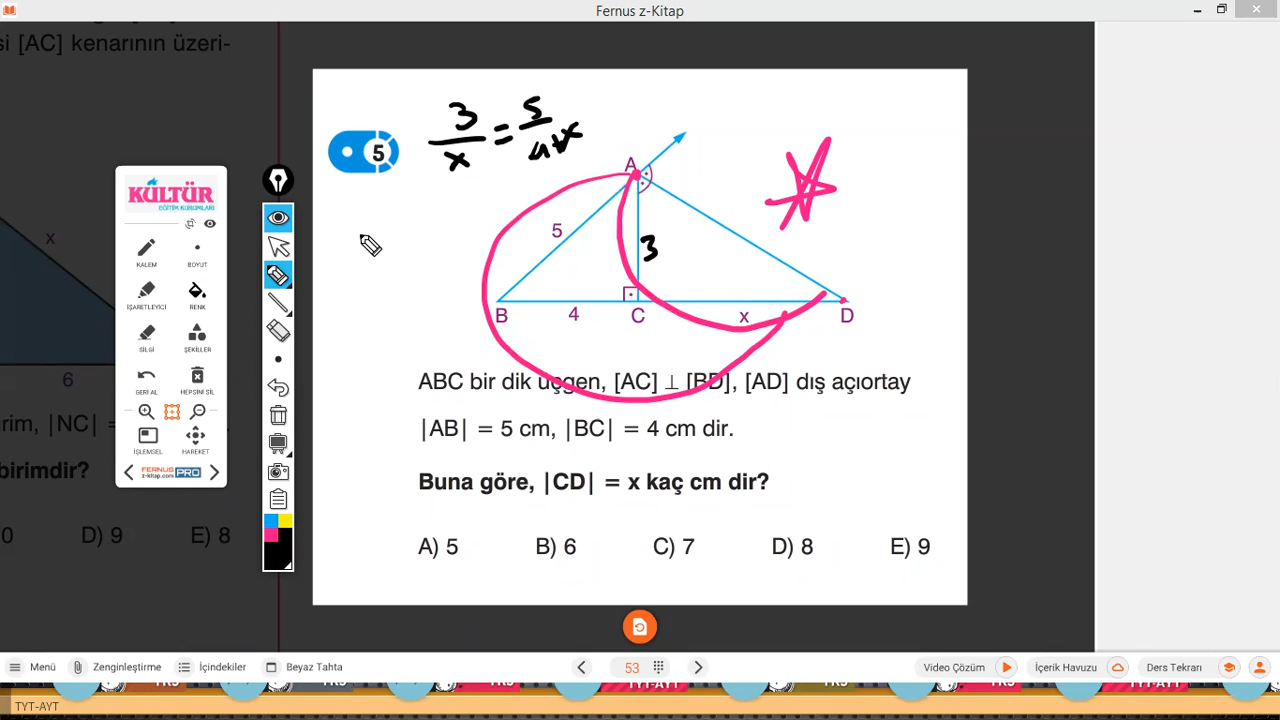 Fernus z-Kitap
si [AC] kenarının üzeri-
x
6
irim, |NC| =
birimdir?
0 D) 9 E) 8
KÜLTÜR
EĞİTİM KURUMLARI
KALEM BOYUT
İŞARETLEYİCİ RENK
SİLGİ ŞEKİLLER
GERİ AL HEPSİNİ SİL
İŞLEMSEL HAREKET
FERNUS PRO
z-kitap.com
5
3/x = 5/4+x
A
5
3
B 4 C x D
ABC bir dik üçgen, [AC] ⊥ [BD], [AD] dış açıortay
|AB| = 5 cm, |BC| = 4 cm dir.
Buna göre, |CD| = x kaç cm dir?
A) 5 B) 6 C) 7 D) 8 E) 9
Menü Zenginleştirme İçindekiler Beyaz Tahta 53 Video Çözüm İçerik Havuzu Ders Tekrarı
TYT-AYT